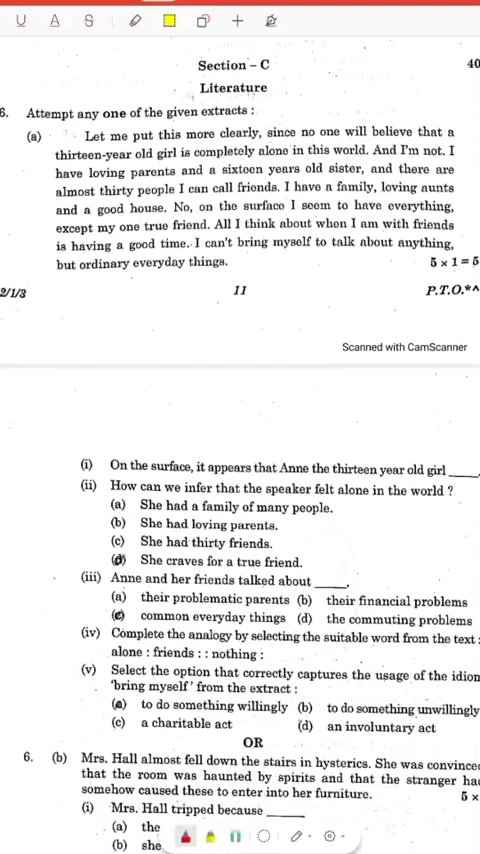 Section – C
40
Literature
6. Attempt any one of the given extracts :
(a) Let me put this more clearly, since no one will believe that a
thirteen-year old girl is completely alone in this world. And I'm not. I
have loving parents and a sixteen years old sister, and there are
almost thirty people I can call friends. I have a family, loving aunts
and a good house. No, on the surface I seem to have everything,
except my one true friend. All I think about when I am with friends
is having a good time. I can't bring myself to talk about anything,
but ordinary everyday things. 5 × 1 = 5
2/1/3 11 P.T.O.*^
Scanned with CamScanner
(i) On the surface, it appears that Anne the thirteen year old girl ____.
(ii) How can we infer that the speaker felt alone in the world ?
(a) She had a family of many people.
(b) She had loving parents.
(c) She had thirty friends.
(d) She craves for a true friend.
(iii) Anne and her friends talked about ____.
(a) their problematic parents (b) their financial problems
(c) common everyday things (d) the commuting problems
(iv) Complete the analogy by selecting the suitable word from the text :
alone : friends : : nothing :
(v) Select the option that correctly captures the usage of the idiom
'bring myself' from the extract :
(a) to do something willingly (b) to do something unwillingly
(c) a charitable act (d) an involuntary act
OR
6. (b) Mrs. Hall almost fell down the stairs in hysterics. She was convince
that the room was haunted by spirits and that the stranger ha
somehow caused these to enter into her furniture. 5 ×
(i) Mrs. Hall tripped because ____
(a) the
(b) she